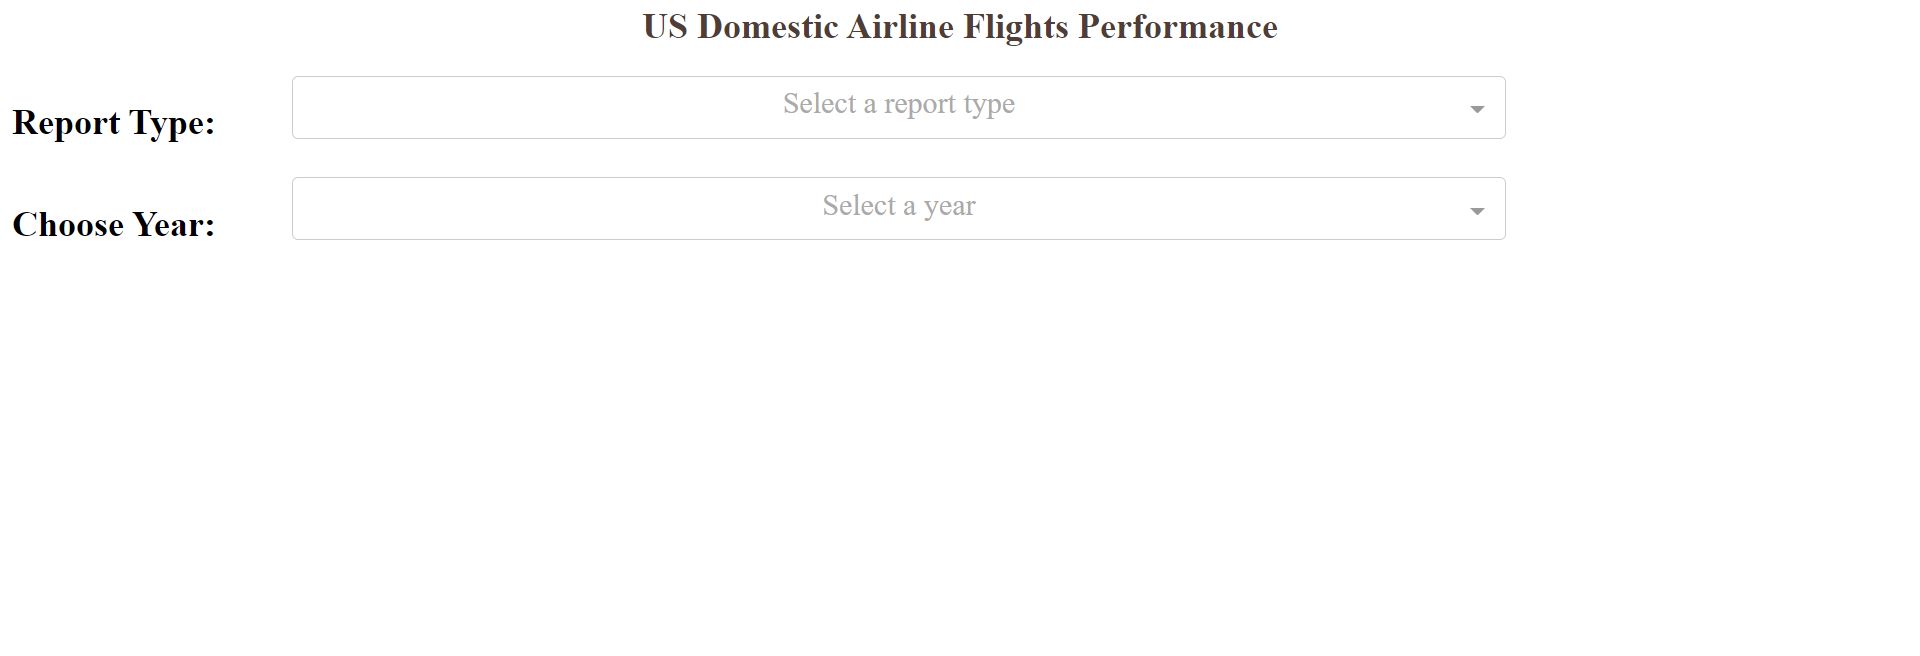 US Domestic Airline Flights Performance
Report Type:
Select a report type
Choose Year:
Select a year